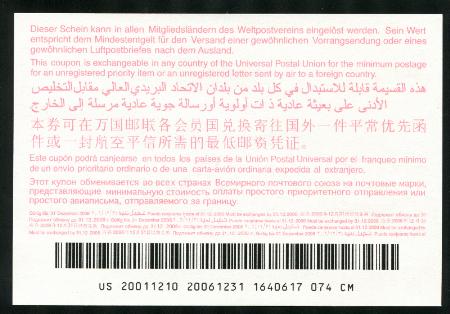 Dieser Schein kann in allen Mitgliedsländern des Weltpostvereins eingelöst werden. Sein Wert
entspricht dem Mindestentgelt für den Versand einer gewöhnlichen Vorrangsendung oder eines
gewöhnlichen Luftpostbriefes nach dem Ausland.
This coupon is exchangeable in any country of the Universal Postal Union for the minimum postage
for an unregistered priority item or an unregistered letter sent by air to a foreign country.
هذه القسيمة قابلة للاستبدال في كل بلد من بلدان الاتحاد البريدي العالمي مقابل التخليص
الأدنى على بعيثة عادية ذات أولوية أو رسالة جوية عادية مرسلة إلى الخارج
本券可在万国邮联各会员国兑换寄往国外一件平常优先函
件或一封航空平信所需的最低邮资凭证。
Este cupón podrá canjearse en todos los países de la Unión Postal Universal por el franqueo mínimo
de un envío prioritario ordinario o de una carta-avión ordinaria expedida al extranjero.
Этот купон обменивается во всех странах Всемирного почтового союза на почтовые марки,
представляющие минимальную стоимость оплаты простого приоритетного отправления или
простого авиаписьма, отправляемого за границу.
US 20011210 20061231 1640617 074 CM